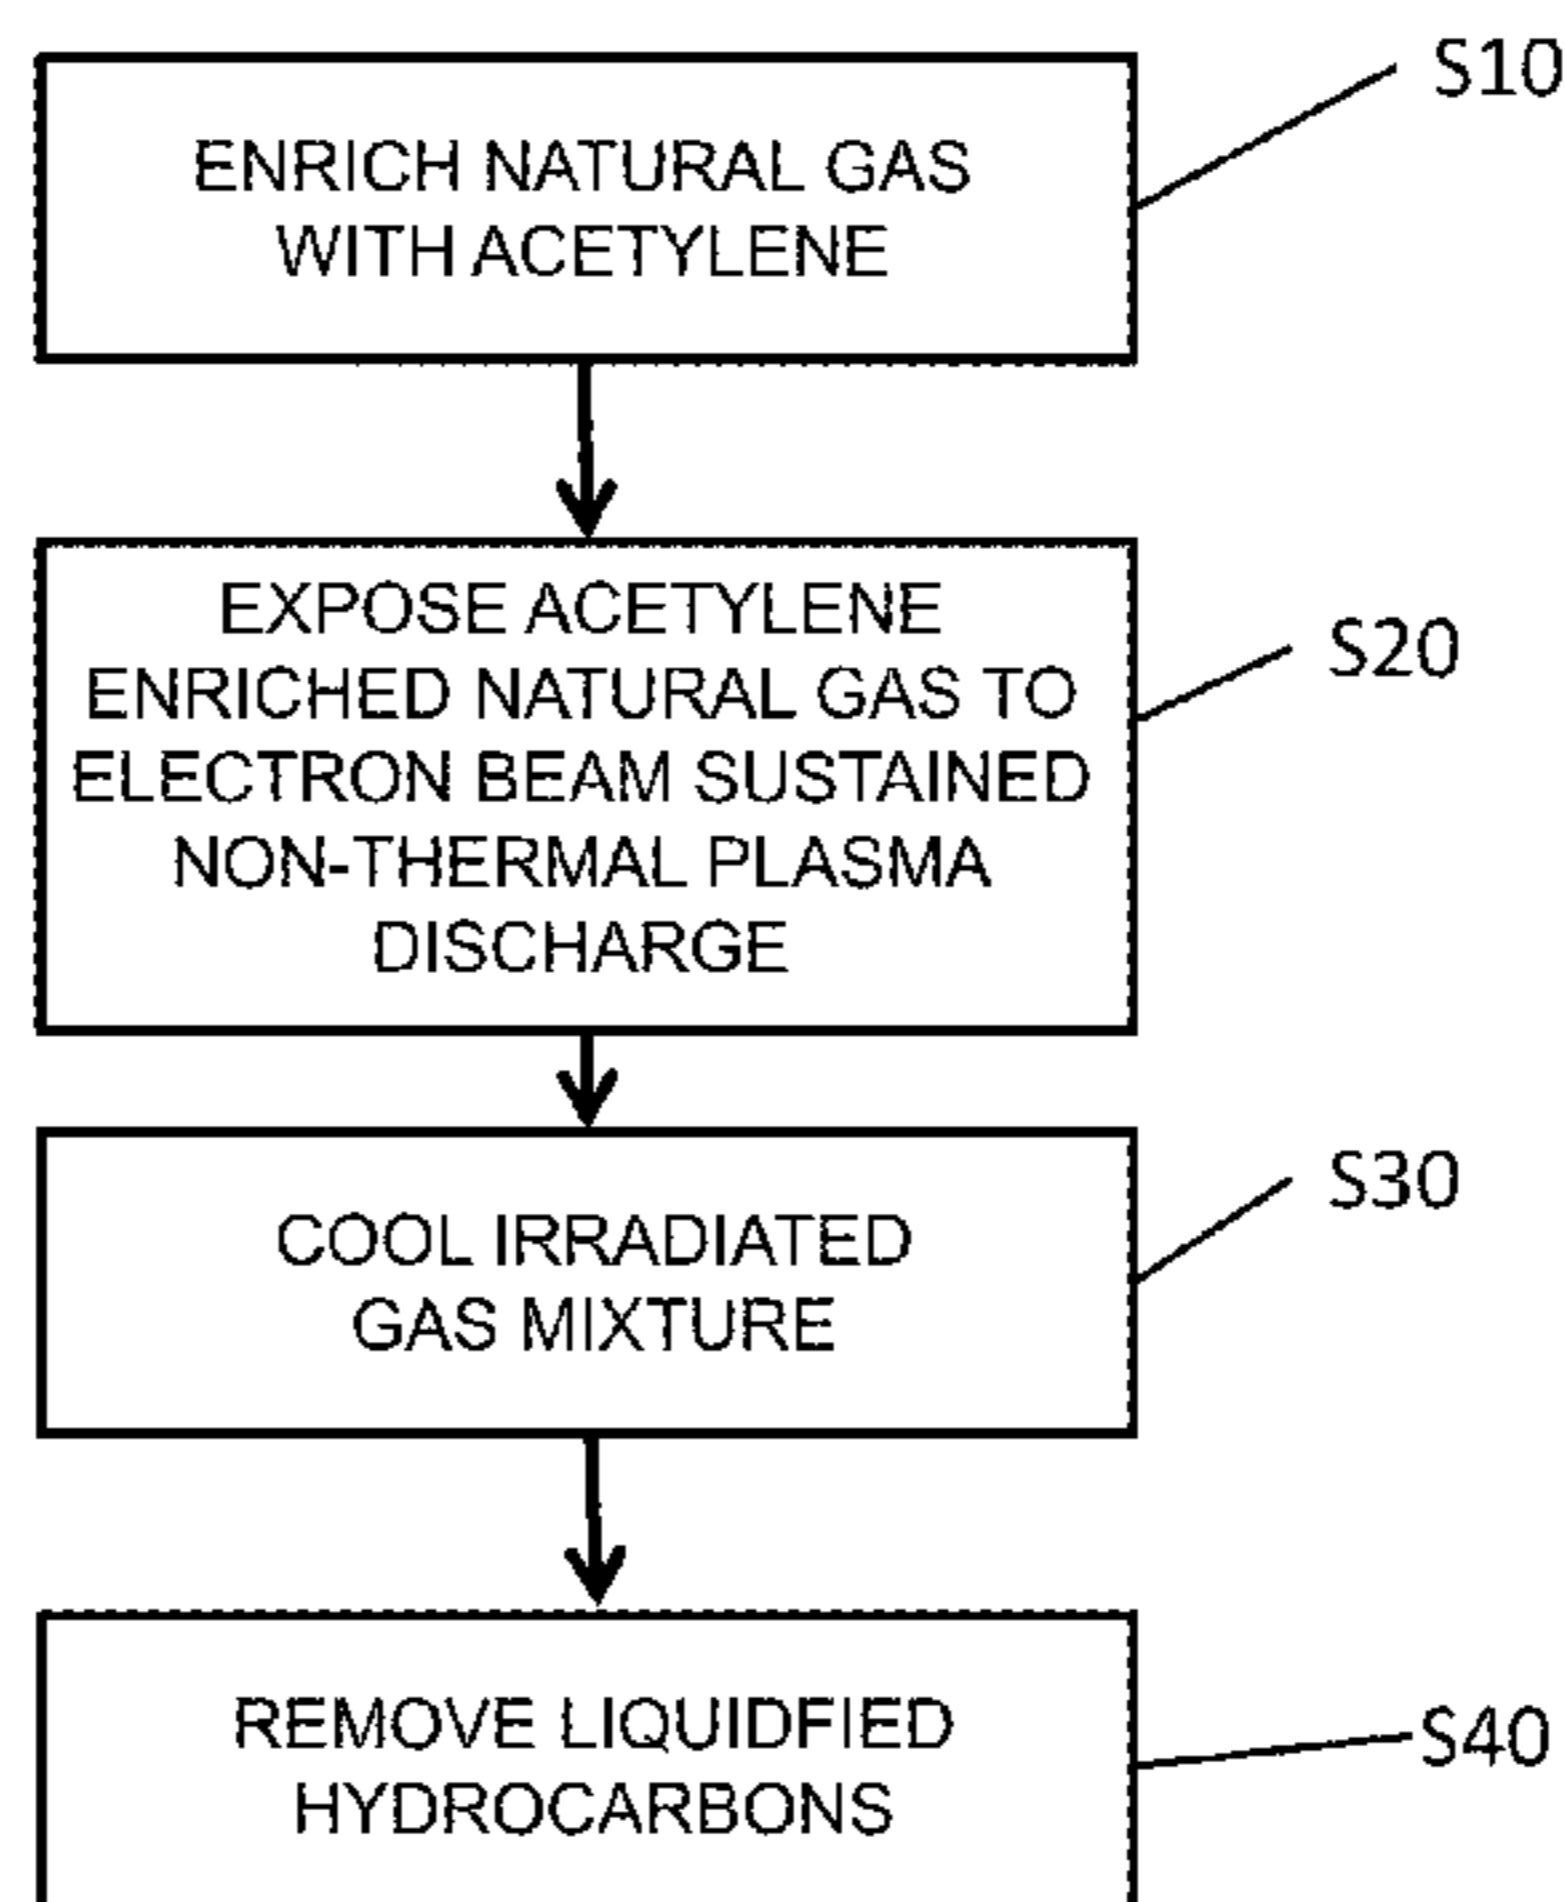 S10
ENRICH NATURAL GAS
WITH ACETYLENE
EXPOSE ACETYLENE
ENRICHED NATURAL GAS TO
ELECTRON BEAM SUSTAINED
NON-THERMAL PLASMA
DISCHARGE
S20
COOL IRRADIATED
GAS MIXTURE
S30
REMOVE LIQUIDFIED
HYDROCARBONS
S40